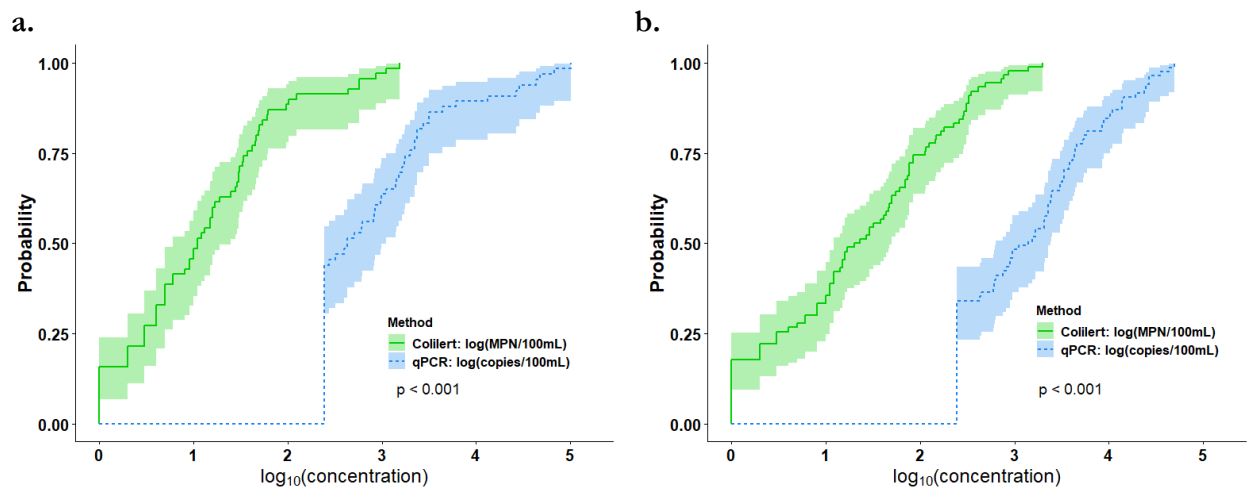 a.
1.00
0.75
0.50
0.25
0.00
Probability
Method
Colilert: log(MPN/100mL)
qPCR: log(copies/100mL)
p < 0.001
0 1 2 3 4 5
log₁₀(concentration)
b.
1.00
0.75
0.50
0.25
0.00
Probability
Method
Colilert: log(MPN/100mL)
qPCR: log(copies/100mL)
p < 0.001
0 1 2 3 4 5
log₁₀(concentration)